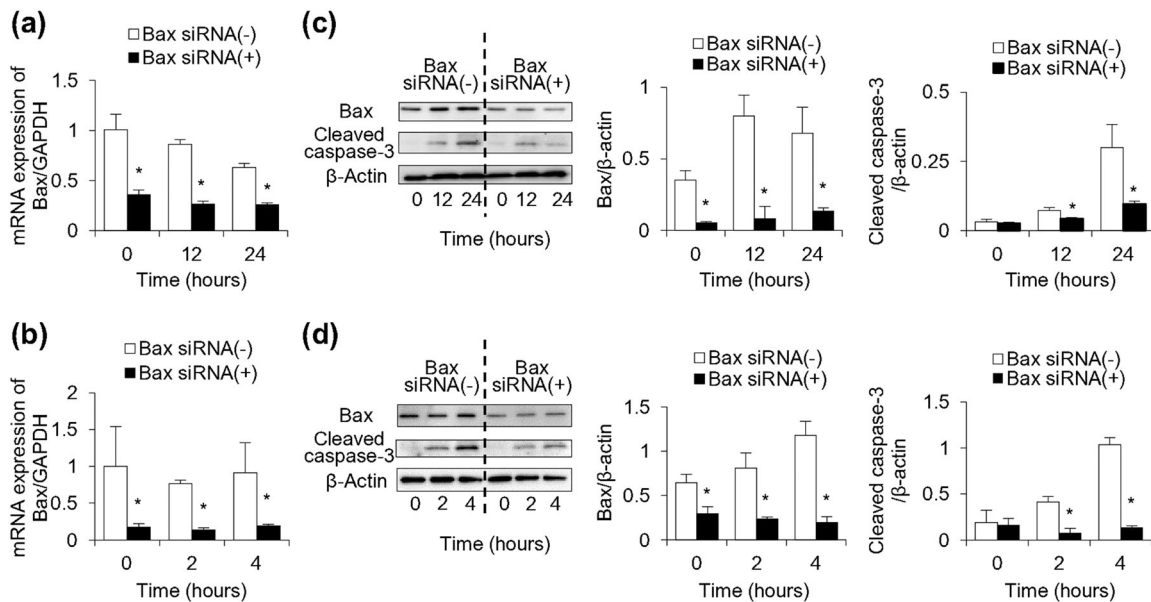 (a)
Bax siRNA(-)
Bax siRNA(+)
mRNA expression of
Bax/GAPDH
1.5
1
0.5
0
0 12 24
Time (hours)
(c)
Bax siRNA(-)
Bax siRNA(+)
Bax
Cleaved
caspase-3
β-Actin
0 12 24 0 12 24
Time (hours)
Bax siRNA(-)
Bax siRNA(+)
Bax/β-actin
1
0.5
0
* * *
0 12 24
Time (hours)
Bax siRNA(-)
Bax siRNA(+)
Cleaved caspase-3
/β-actin
0.5
0.25
0
* *
0 12 24
Time (hours)
(b)
Bax siRNA(-)
Bax siRNA(+)
mRNA expression of
Bax/GAPDH
2
1.5
1
0.5
0
* * *
0 2 4
Time (hours)
(d)
Bax siRNA(-)
Bax siRNA(+)
Bax
Cleaved
caspase-3
β-Actin
0 2 4 0 2 4
Time (hours)
Bax siRNA(-)
Bax siRNA(+)
Bax/β-actin
1.5
1
0.5
0
* * *
0 2 4
Time (hours)
Bax siRNA(-)
Bax siRNA(+)
Cleaved caspase-3
/β-actin
1.5
1
0.5
0
* *
0 2 4
Time (hours)